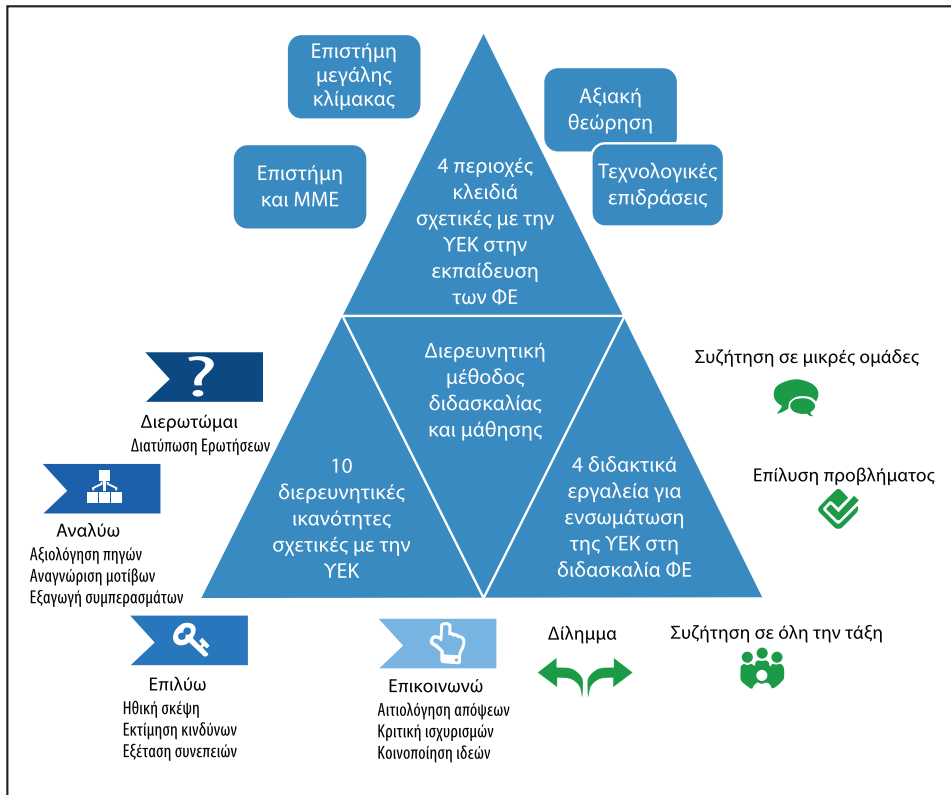 Επιστήμη
μεγάλης
κλίμακας
Αξιακή
θεώρηση
Επιστήμη
και ΜΜΕ
Τεχνολογικές
επιδράσεις
4 περιοχές
κλειδιά
σχετικές με την
ΥΕΚ στην
εκπαίδευση
των ΦΕ
Διερευνητική
μέθοδος
διδασκαλίας
και μάθησης
10
διερευνητικές
ικανότητες
σχετικές με την
ΥΕΚ
4 διδακτικά
εργαλεία για
ενσωμάτωση
της ΥΕΚ στη
διδασκαλία ΦΕ
?
Διερωτώμαι
Διατύπωση Ερωτήσεων
Αναλύω
Αξιολόγηση πηγών
Αναγνώριση μοτίβων
Εξαγωγή συμπερασμάτων
Επιλύω
Ηθική σκέψη
Εκτίμηση κινδύνων
Εξέταση συνεπειών
Επικοινωνώ
Αιτιολόγηση απόψεων
Κριτική ισχυρισμών
Κοινοποίηση ιδεών
Συζήτηση σε μικρές ομάδες
Επίλυση προβλήματος
Δίλημμα
Συζήτηση σε όλη την τάξη